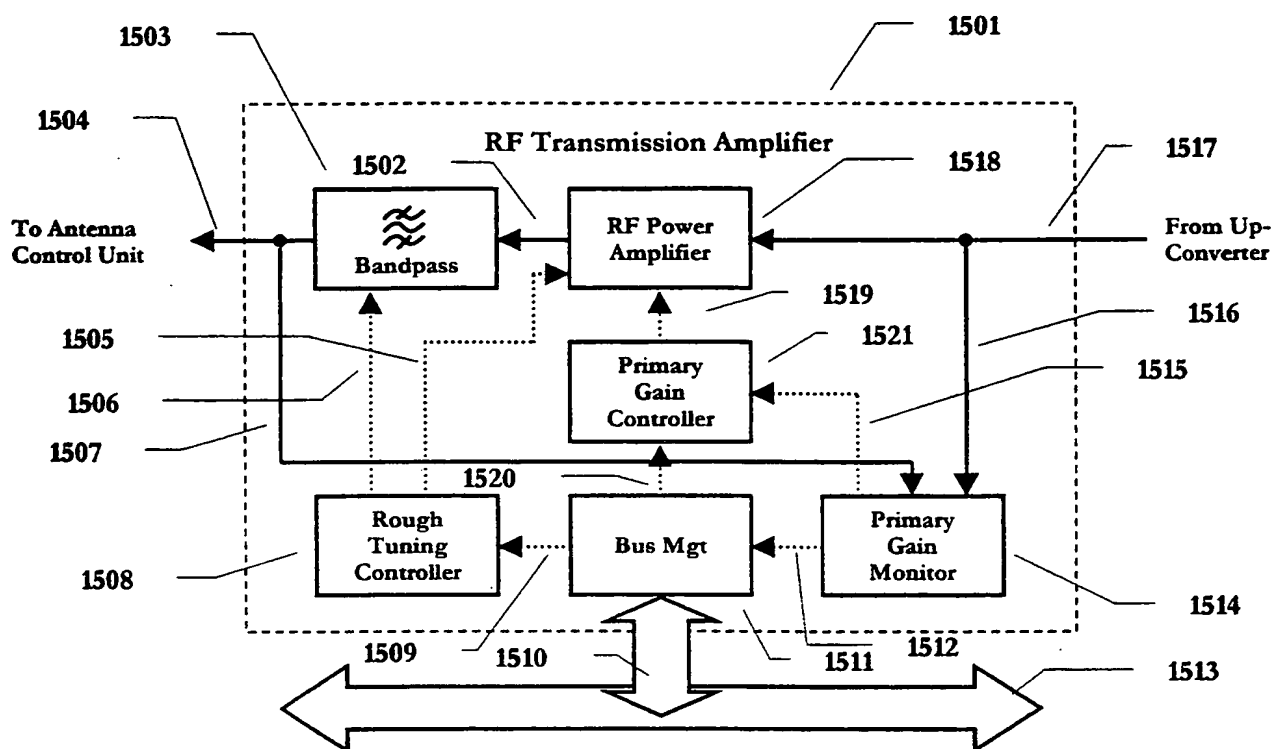 1501
1503
1504
RF Transmission Amplifier
1517
1502
1518
To Antenna
Control Unit
Bandpass
RF Power
Amplifier
From Up-
Converter
1519
1516
1505
1521
Primary
Gain
Controller
1515
1506
1507
1520
Rough
Tuning
Controller
Bus Mgt
Primary
Gain
Monitor
1508
1514
1509
1510
1511
1512
1513